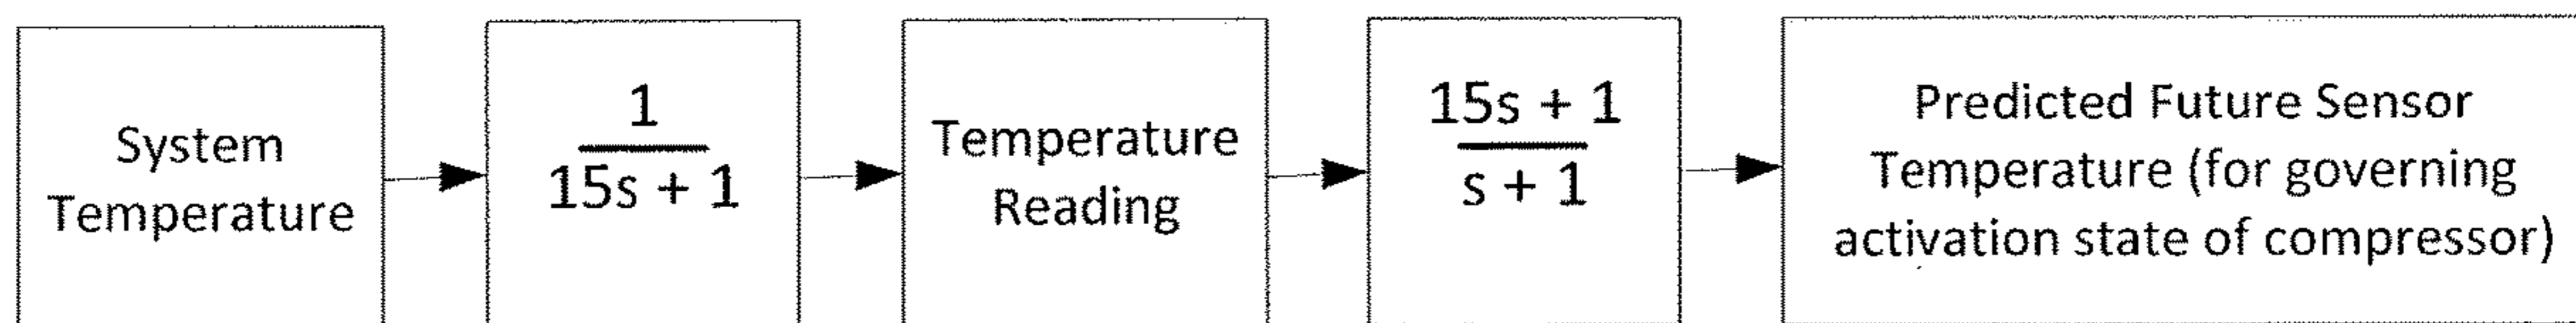 System
Temperature
1
15s + 1
Temperature
Reading
15s + 1
s + 1
Predicted Future Sensor
Temperature (for governing
activation state of compressor)